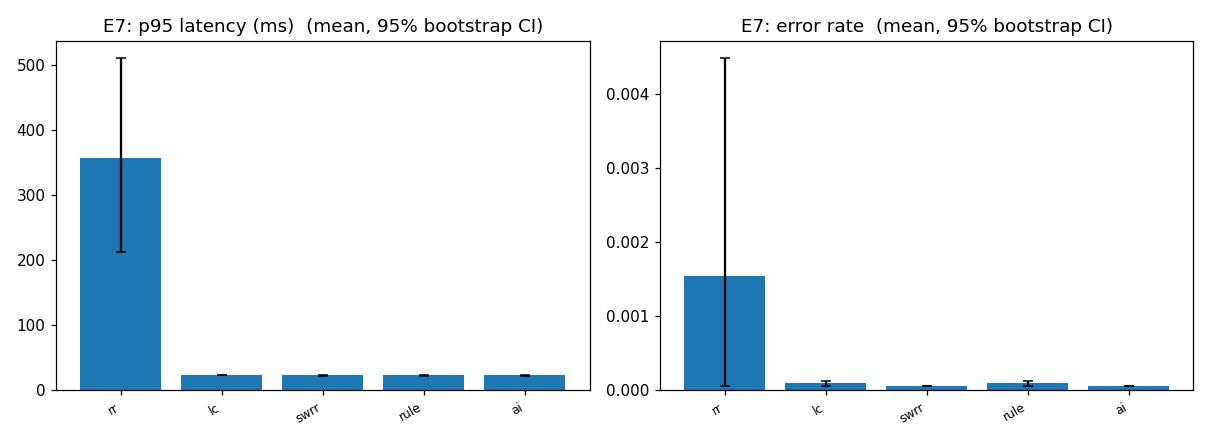 E7: p95 latency (ms)  (mean, 95% bootstrap CI)
500
400
300
200
100
0
rr
lc
swrr
rule
ai
E7: error rate  (mean, 95% bootstrap CI)
0.004
0.003
0.002
0.001
0.000
rr
lc
swrr
rule
ai